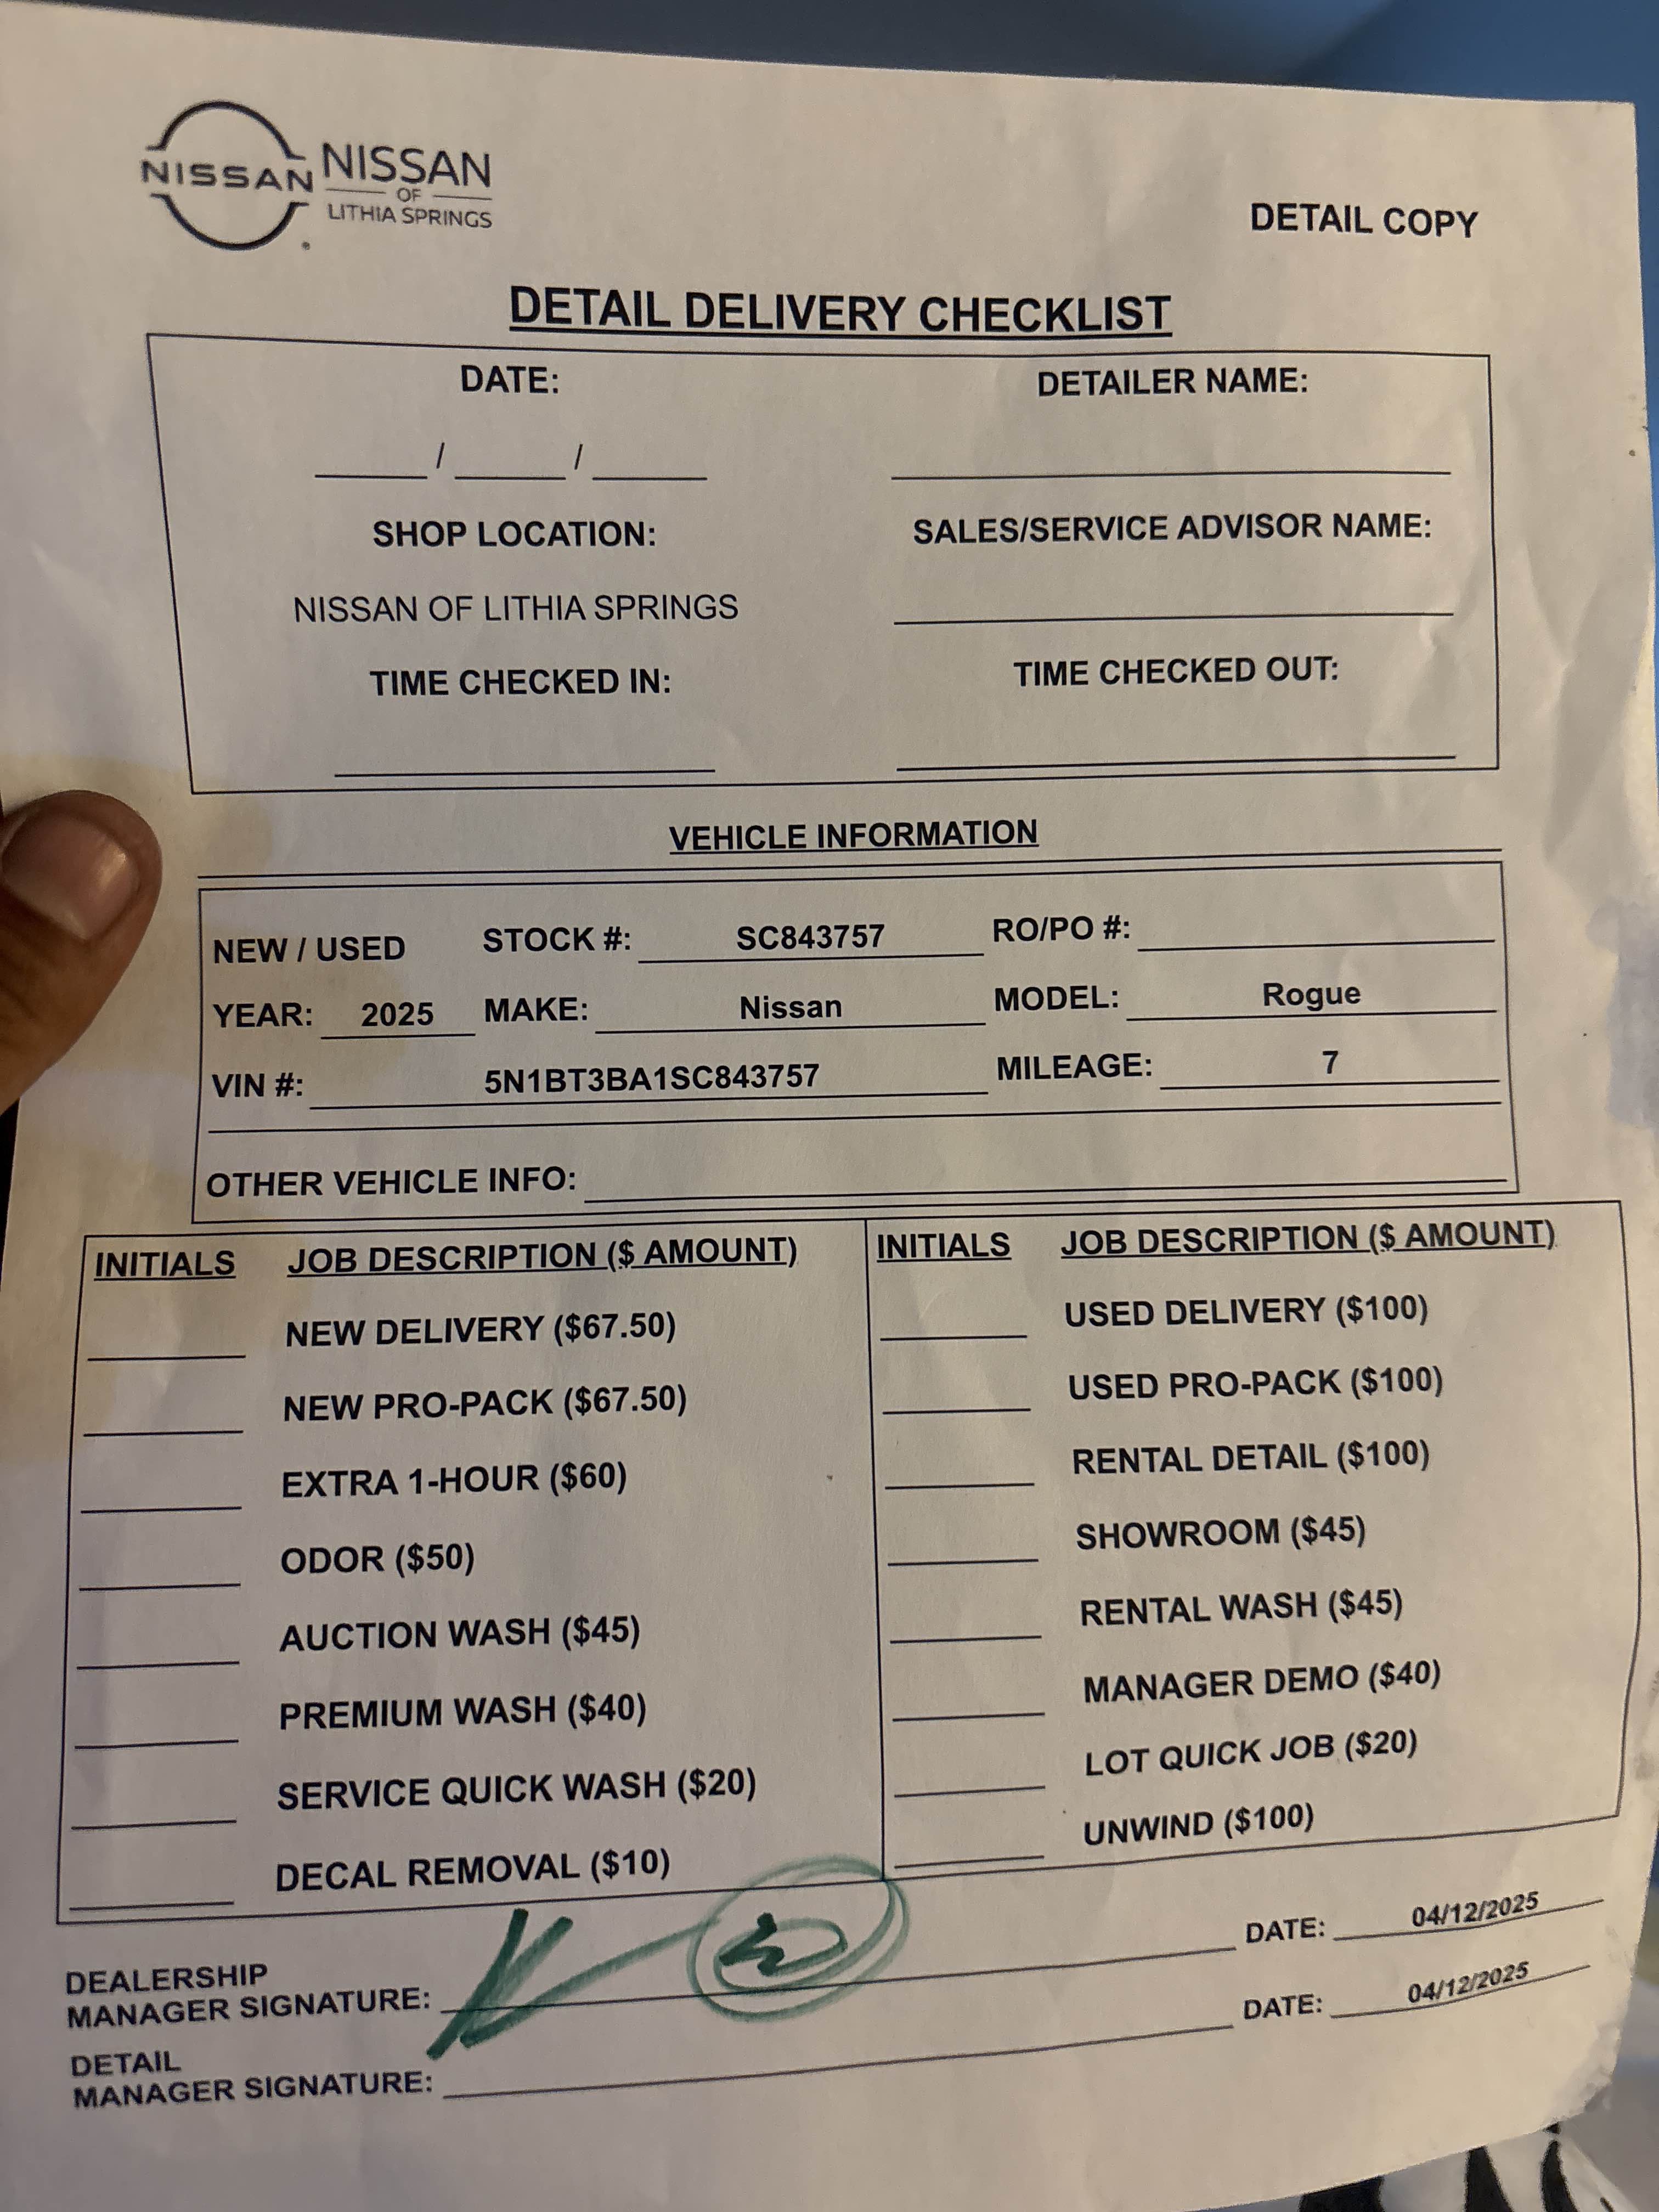 NISSAN
NISSAN
OF
LITHIA SPRINGS
DETAIL COPY
DETAIL DELIVERY CHECKLIST
DATE: DETAILER NAME:
/ /
SHOP LOCATION: SALES/SERVICE ADVISOR NAME:
NISSAN OF LITHIA SPRINGS
TIME CHECKED IN: TIME CHECKED OUT:
VEHICLE INFORMATION
NEW / USED STOCK #: SC843757 RO/PO #:
YEAR: 2025 MAKE: Nissan MODEL: Rogue
VIN #: 5N1BT3BA1SC843757 MILEAGE: 7
OTHER VEHICLE INFO:
INITIALS JOB DESCRIPTION ($ AMOUNT) INITIALS JOB DESCRIPTION ($ AMOUNT)
NEW DELIVERY ($67.50) USED DELIVERY ($100)
NEW PRO-PACK ($67.50) USED PRO-PACK ($100)
EXTRA 1-HOUR ($60) RENTAL DETAIL ($100)
ODOR ($50) SHOWROOM ($45)
AUCTION WASH ($45) RENTAL WASH ($45)
PREMIUM WASH ($40) MANAGER DEMO ($40)
SERVICE QUICK WASH ($20) LOT QUICK JOB ($20)
DECAL REMOVAL ($10) UNWIND ($100)
DEALERSHIP
MANAGER SIGNATURE: DATE: 04/12/2025
DETAIL
MANAGER SIGNATURE: DATE: 04/12/2025